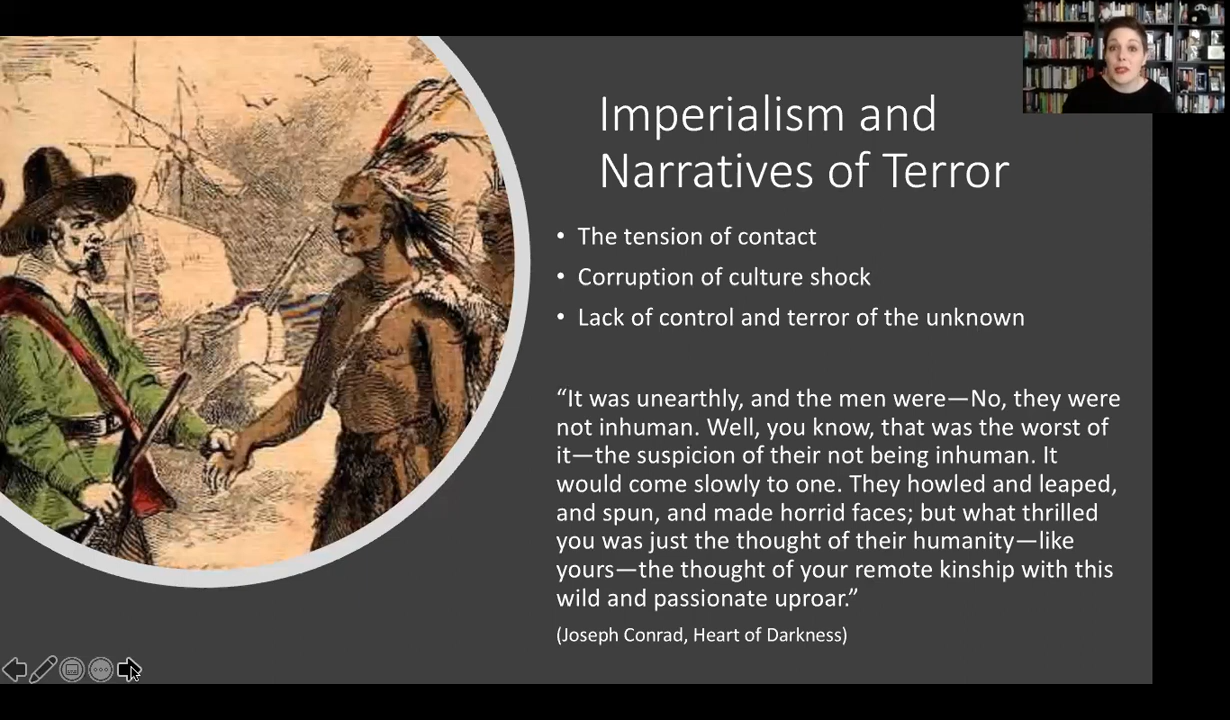 Imperialism and
Narratives of Terror
• The tension of contact
• Corruption of culture shock
• Lack of control and terror of the unknown
“It was unearthly, and the men were—No, they were
not inhuman. Well, you know, that was the worst of
it—the suspicion of their not being inhuman. It
would come slowly to one. They howled and leaped,
and spun, and made horrid faces; but what thrilled
you was just the thought of their humanity—like
yours—the thought of your remote kinship with this
wild and passionate uproar.”
(Joseph Conrad, Heart of Darkness)